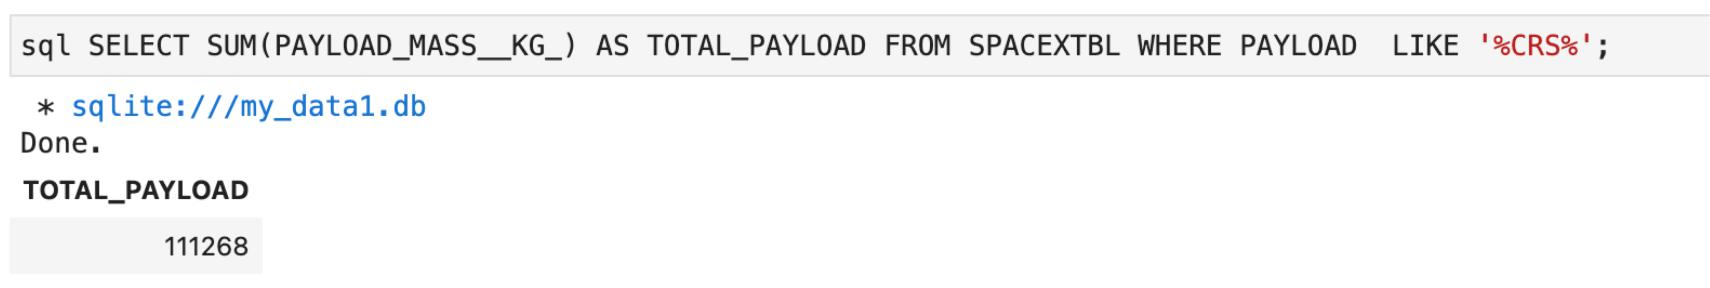 sql SELECT SUM(PAYLOAD_MASS__KG_) AS TOTAL_PAYLOAD FROM SPACEXTBL WHERE PAYLOAD  LIKE '%CRS%';
* sqlite:///my_data1.db
Done.
TOTAL_PAYLOAD
111268